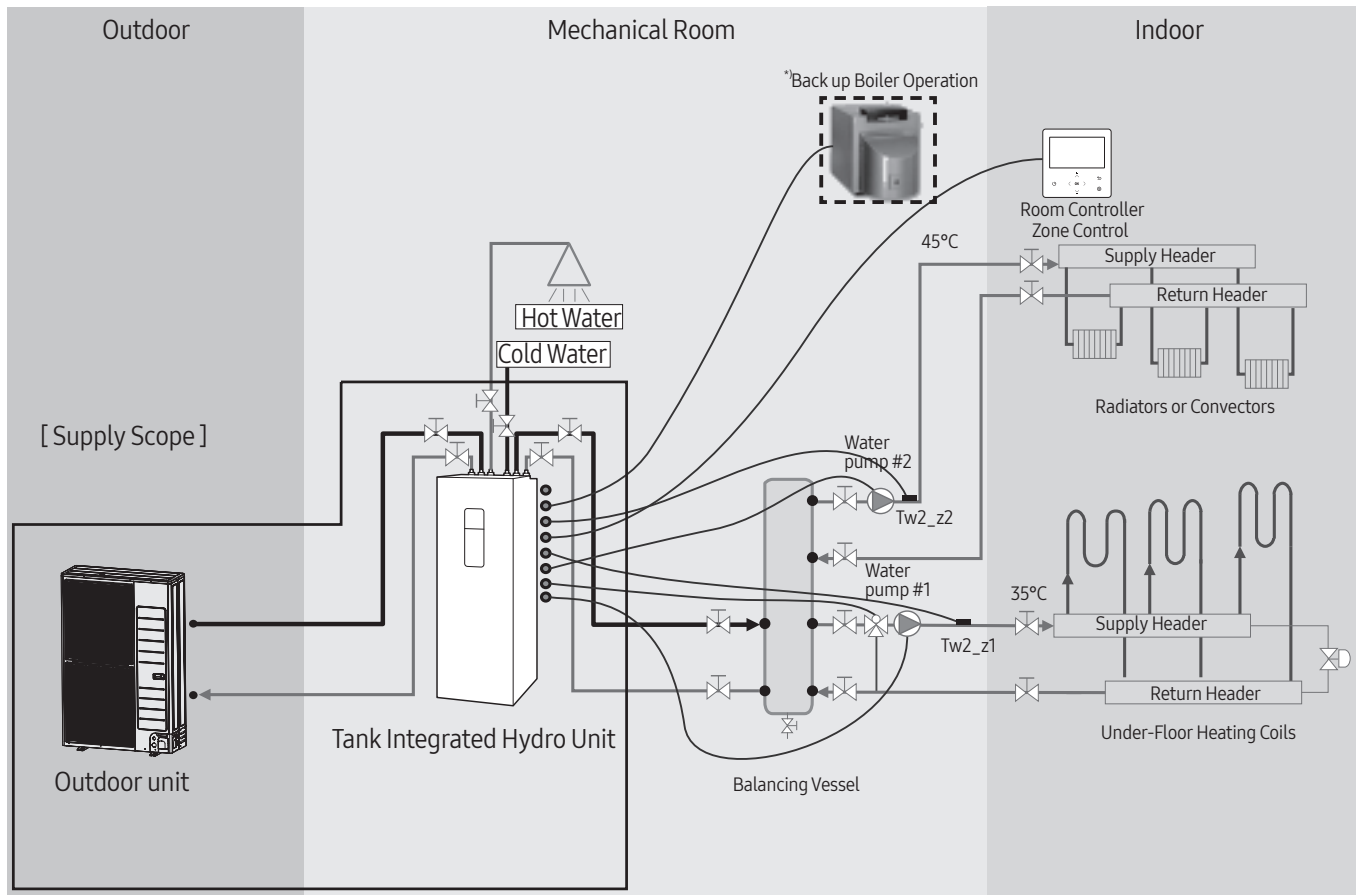 Outdoor
Mechanical Room
Indoor
*)Back up Boiler Operation
Room Controller
Zone Control
45°C
Supply Header
Return Header
Hot Water
Cold Water
Radiators or Convectors
[ Supply Scope ]
Water
pump #2
Tw2_z2
Water
pump #1
35°C
Supply Header
Tw2_z1
Return Header
Tank Integrated Hydro Unit
Under-Floor Heating Coils
Outdoor unit
Balancing Vessel